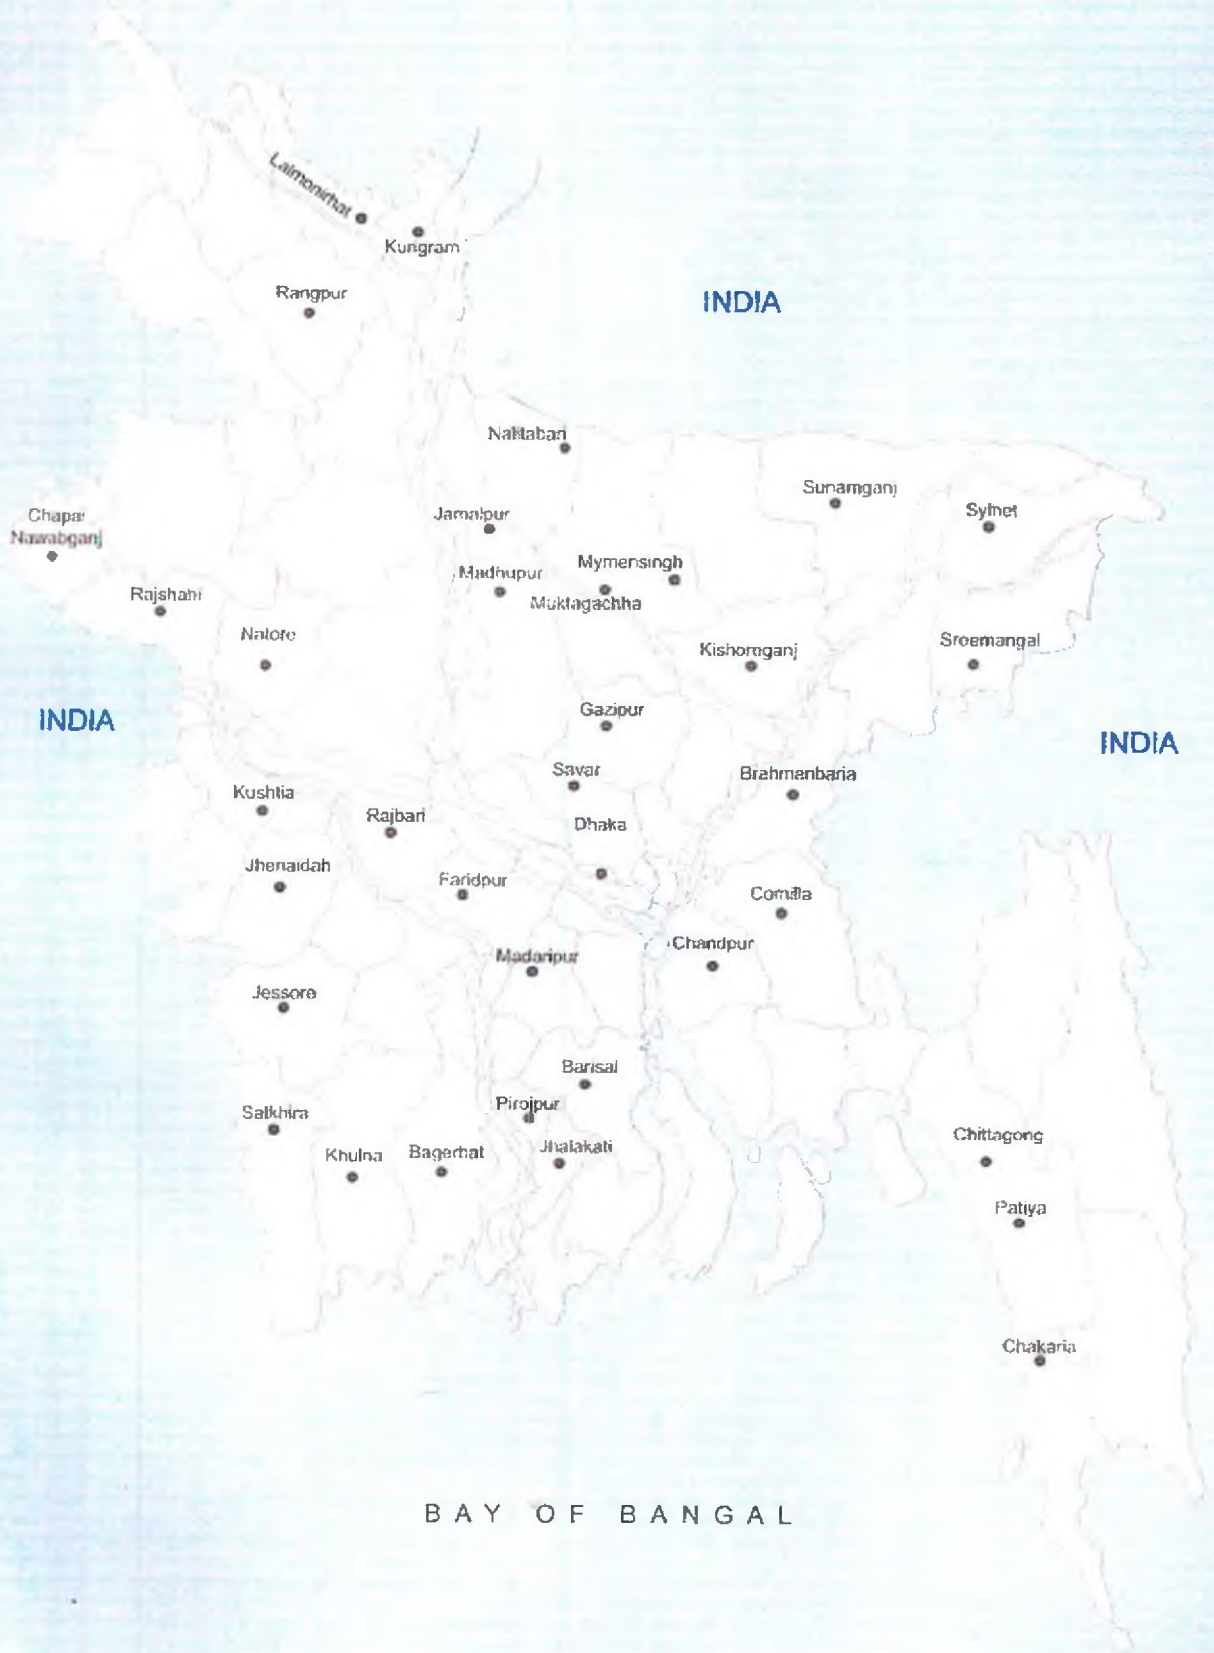 Lalmonirhat
Kungram
Rangpur
INDIA
Nalitabari
Sunamganj
Sylhet
Chapai
Nawabganj
Jamalpur
Madhupur
Mymensingh
Muktagachha
Rajshahi
Natore
Kishoreganj
Sreemangal
INDIA
Gazipur
INDIA
Savar
Brahmanbaria
Kushtia
Rajbari
Dhaka
Jhenaidah
Faridpur
Comilla
Chandpur
Madaripur
Jessore
Barisal
Pirojpur
Satkhira
Khulna
Bagerhat
Jhalakati
Chittagong
Patiya
Chakaria
BAY OF BANGAL